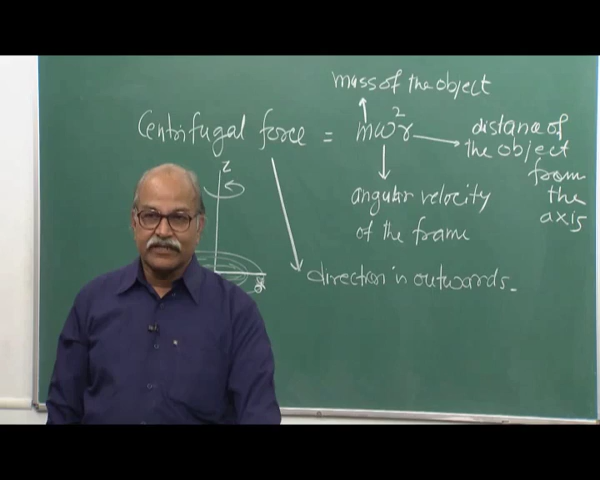 mass of the object
Centrifugal force = mω²r
distance of
the object
from
the
axis
angular velocity
of the frame
Z
direction in outwards.